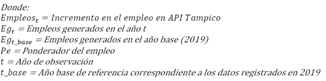 Donde:
Empleos_t = Incremento en el empleo en API Tampico
Eg_t = Empleos generados en el año t
Eg_t_base = Empleos generados en el año base (2019)
Pe = Ponderador del empleo
t = Año de observación
t_base = Año base de referencia correspondiente a los datos registrados en 2019